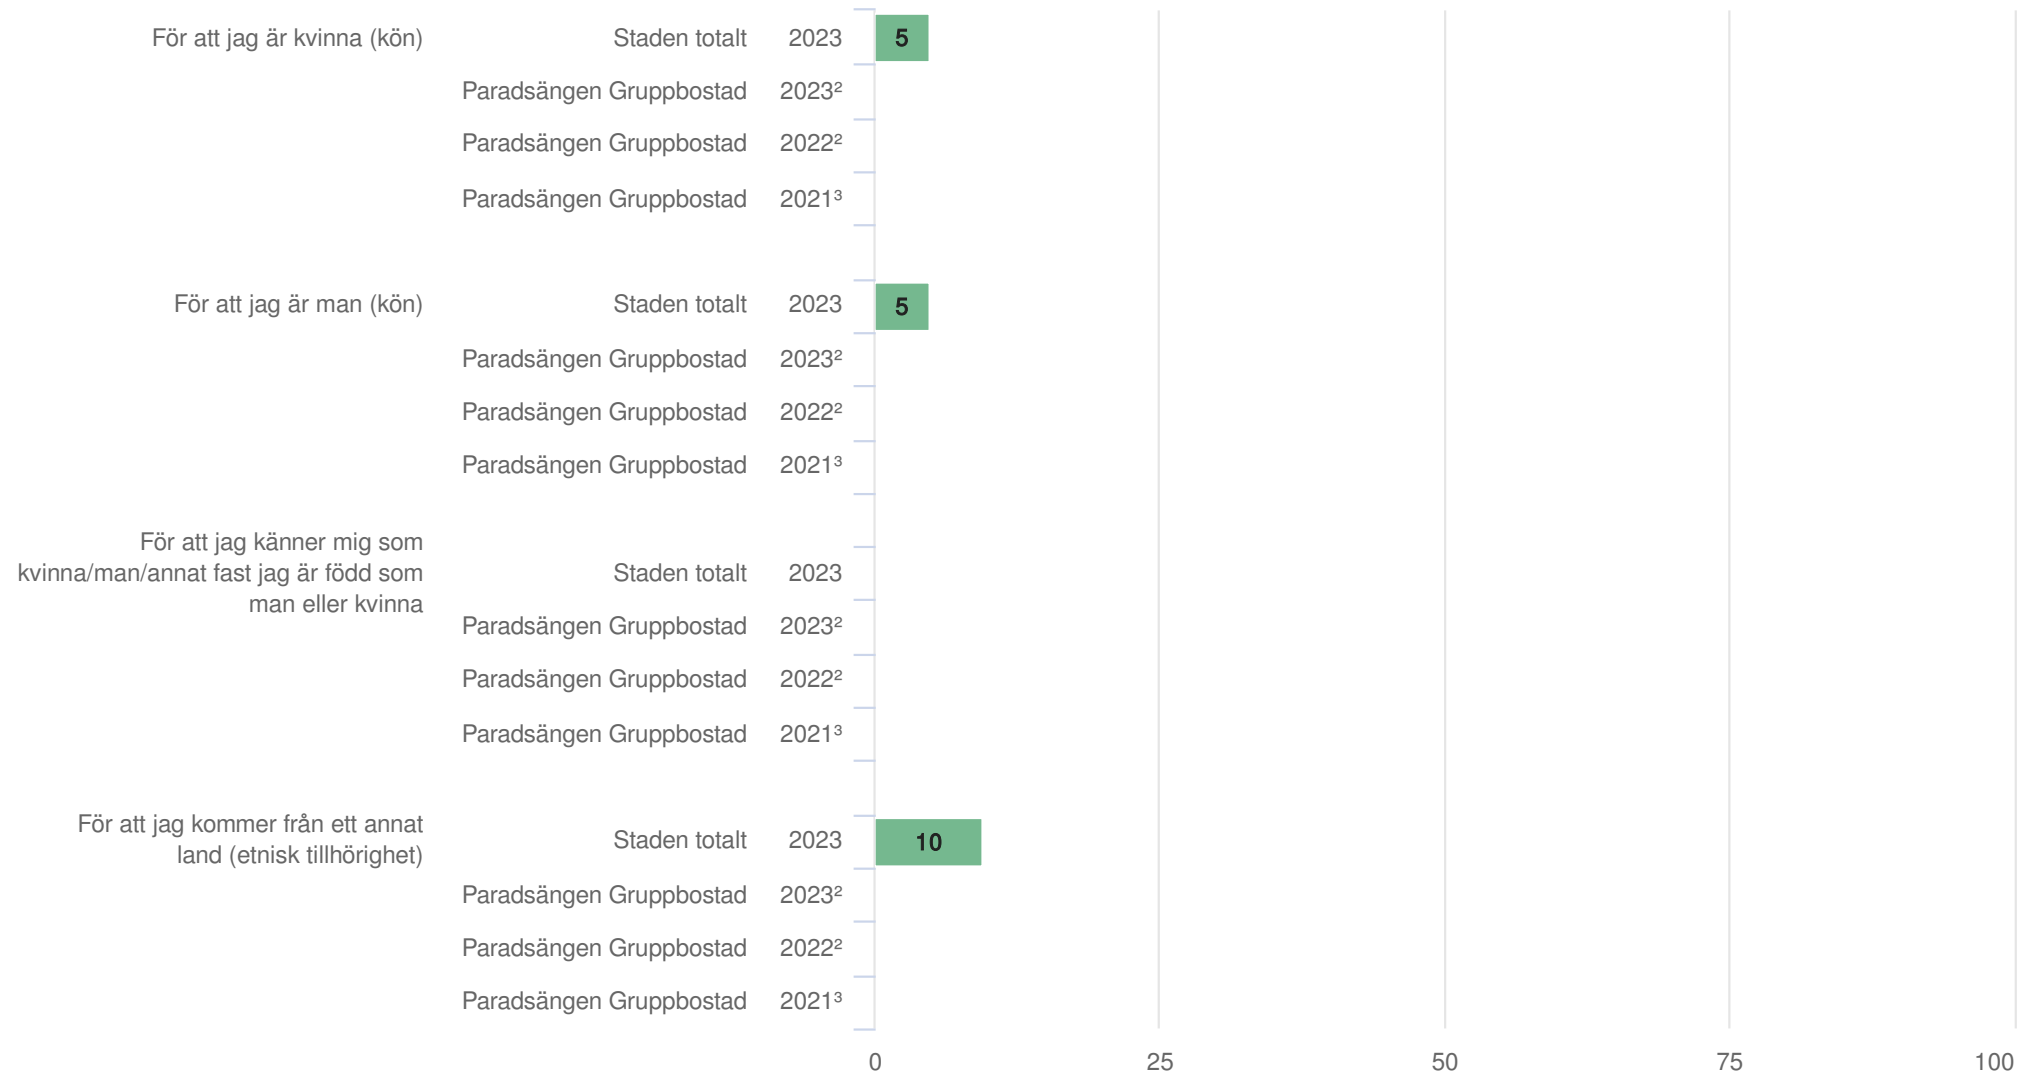 För att jag är kvinna (kön) Staden totalt 2023 5
Paradsängen Gruppbostad 2023²
Paradsängen Gruppbostad 2022²
Paradsängen Gruppbostad 2021³
För att jag är man (kön) Staden totalt 2023 5
Paradsängen Gruppbostad 2023²
Paradsängen Gruppbostad 2022²
Paradsängen Gruppbostad 2021³
För att jag känner mig som
kvinna/man/annat fast jag är född som Staden totalt 2023
man eller kvinna
Paradsängen Gruppbostad 2023²
Paradsängen Gruppbostad 2022²
Paradsängen Gruppbostad 2021³
För att jag kommer från ett annat
land (etnisk tillhörighet) Staden totalt 2023 10
Paradsängen Gruppbostad 2023²
Paradsängen Gruppbostad 2022²
Paradsängen Gruppbostad 2021³
0 25 50 75 100